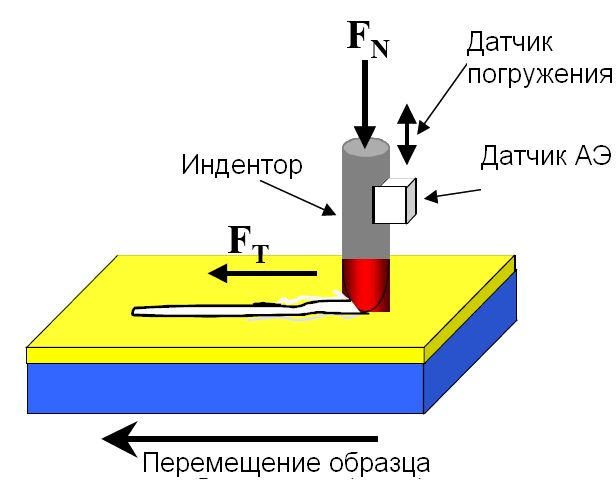 F_N
Датчик
погружения
Индентор
Датчик АЭ
F_T
Перемещение образца